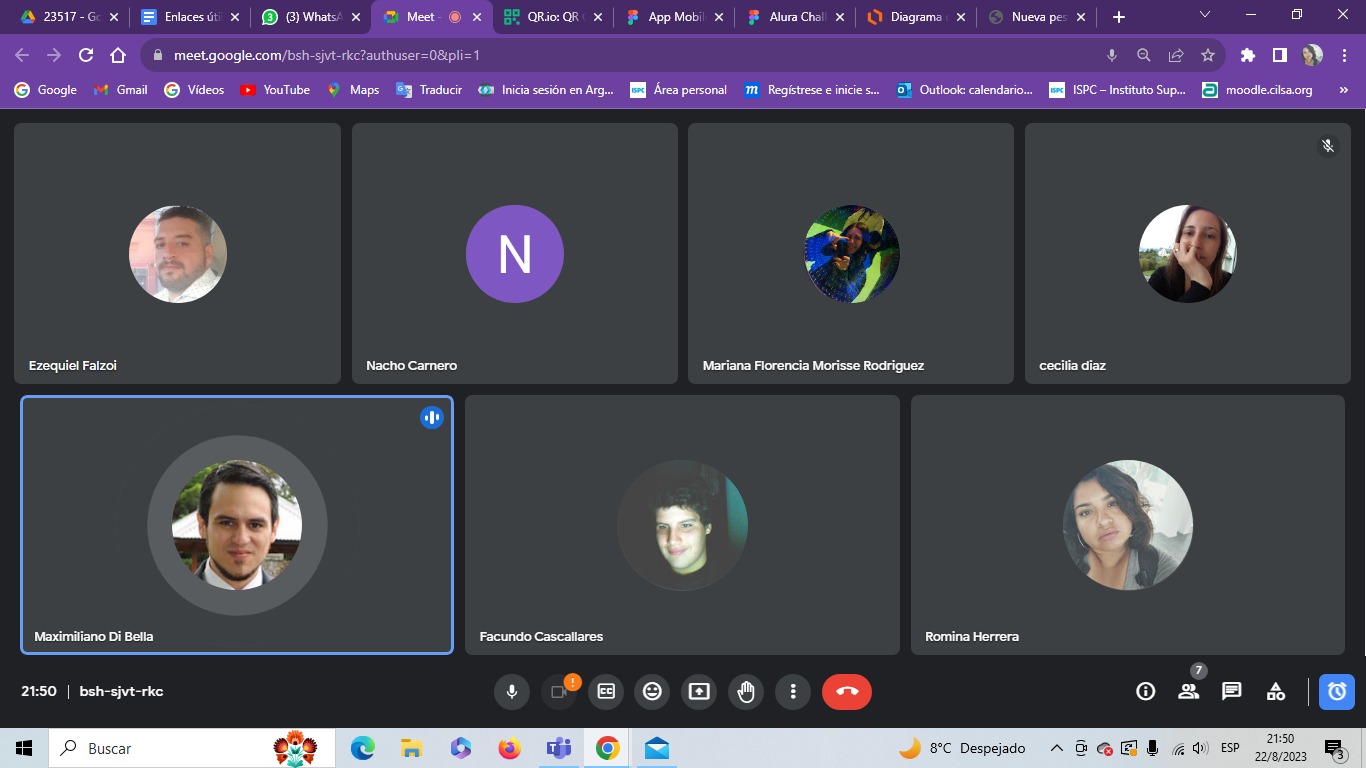 23517 - Go
Enlaces úti
(3) WhatsA
Meet -
QR.io: QR C
App Mobil
Alura Chall
Diagrama
Nueva pes
meet.google.com/bsh-sjvt-rkc?authuser=0&pli=1
Google
Gmail
Vídeos
YouTube
Maps
Traducir
Inicia sesión en Arg...
ISPC Área personal
m Regístrese e inicie s...
Outlook: calendario...
ISPC ISPC – Instituto Sup...
moodle.cilsa.org
»
N
Ezequiel Falzoi
Nacho Carnero
Mariana Florencia Morisse Rodriguez
cecilia diaz
Maximiliano Di Bella
Facundo Cascallares
Romina Herrera
21:50 | bsh-sjvt-rkc
!
CC
7
Buscar
8°C Despejado
ESP
21:50
22/8/2023
3